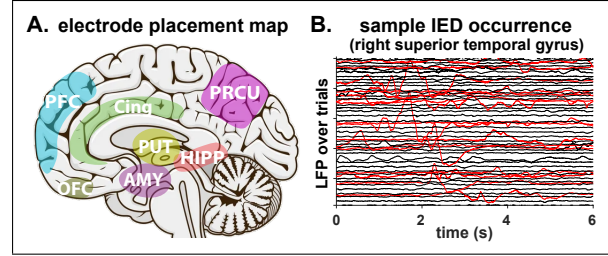 A. electrode placement map
PFC
Cing
PRCU
PUT
HIPP
OFC
AMY
B. sample IED occurrence
(right superior temporal gyrus)
LFP over trials
0 2 4 6
time (s)